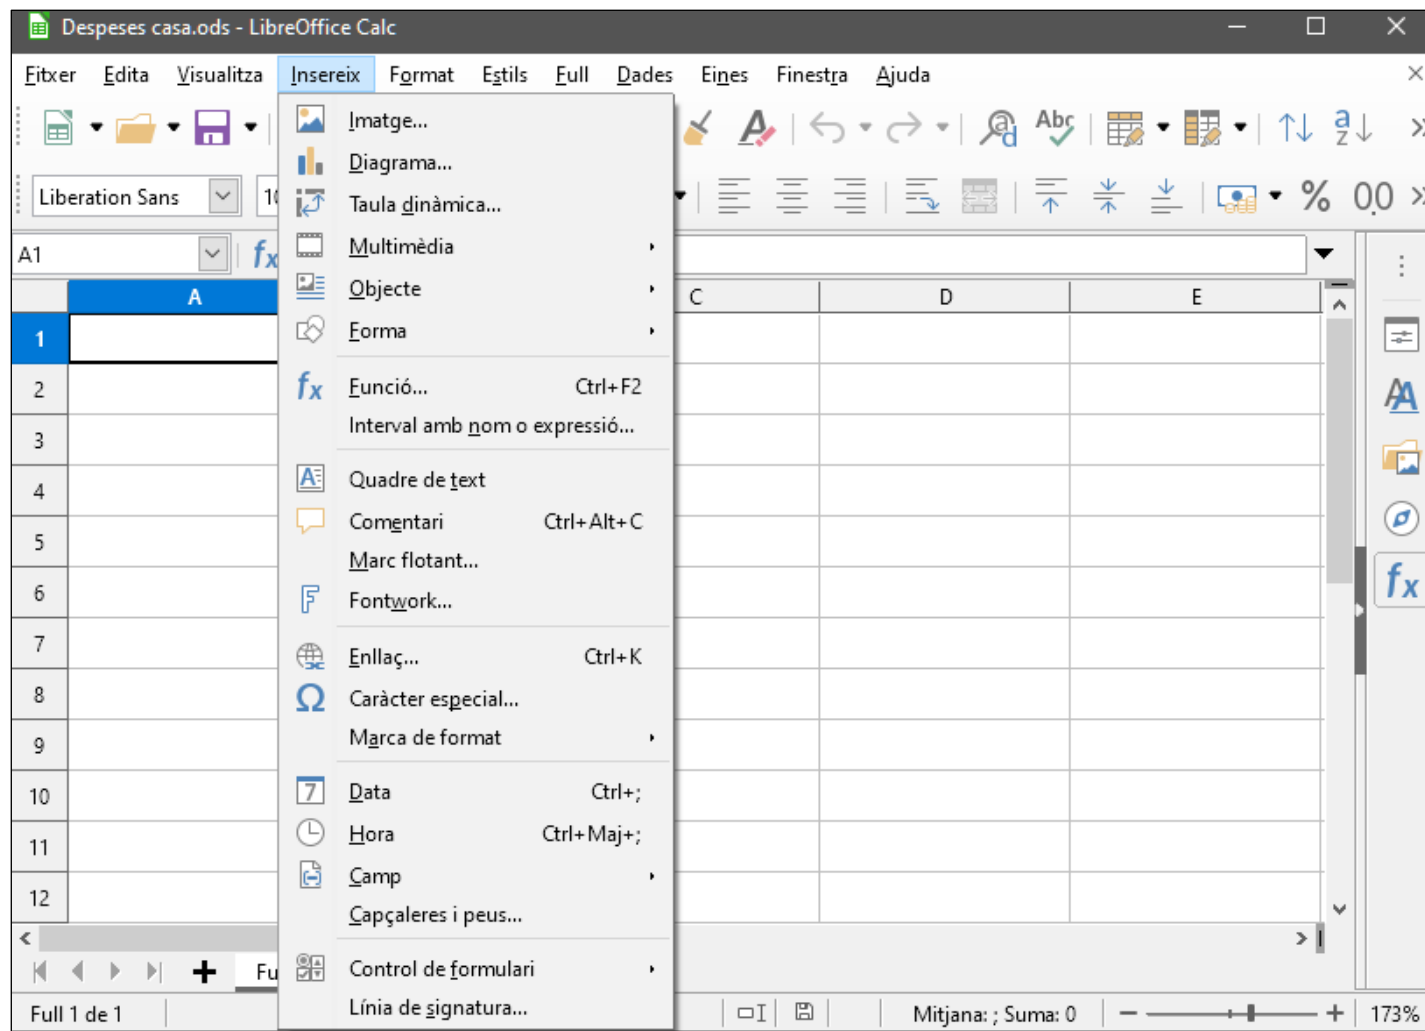 Despeses casa.ods - LibreOffice Calc
Fitxer Edita Visualitza Insereix Format Estils Full Dades Eines Finestra Ajuda
Imatge...
Diagrama...
Taula dinàmica...
Multimèdia
Objecte
Forma
Funció... Ctrl+F2
Interval amb nom o expressió...
Quadre de text
Comentari Ctrl+Alt+C
Marc flotant...
Fontwork...
Enllaç... Ctrl+K
Caràcter especial...
Marca de format
Data Ctrl+;
Hora Ctrl+Maj+;
Camp
Capçaleres i peus...
Control de formulari
Línia de signatura...
Abc
a
z
Liberation Sans
% 0,0
A1 fx
A C D E
1
2
3
4
5
6
7
8
9
10
11
12
Full 1 de 1 Mitjana: ; Suma: 0 173%